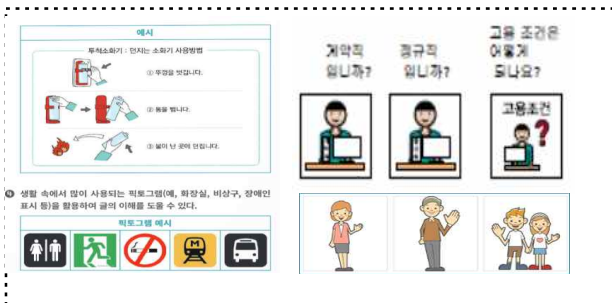 예시
투척소화기 : 던지는 소화기 사용방법
① 뚜껑을 벗깁니다.
② 통을 뗍니다.
③ 불이 난 곳에 던집니다.
생활 속에서 많이 사용되는 픽토그램(예, 화장실, 비상구, 장애인
표시 등)을 활용하여 글의 이해를 도울 수 있다.
픽토그램 예시
M
계약직
입니까?
정규직
입니까?
고용 조건은
어떻게
되나요?
고용조건
?